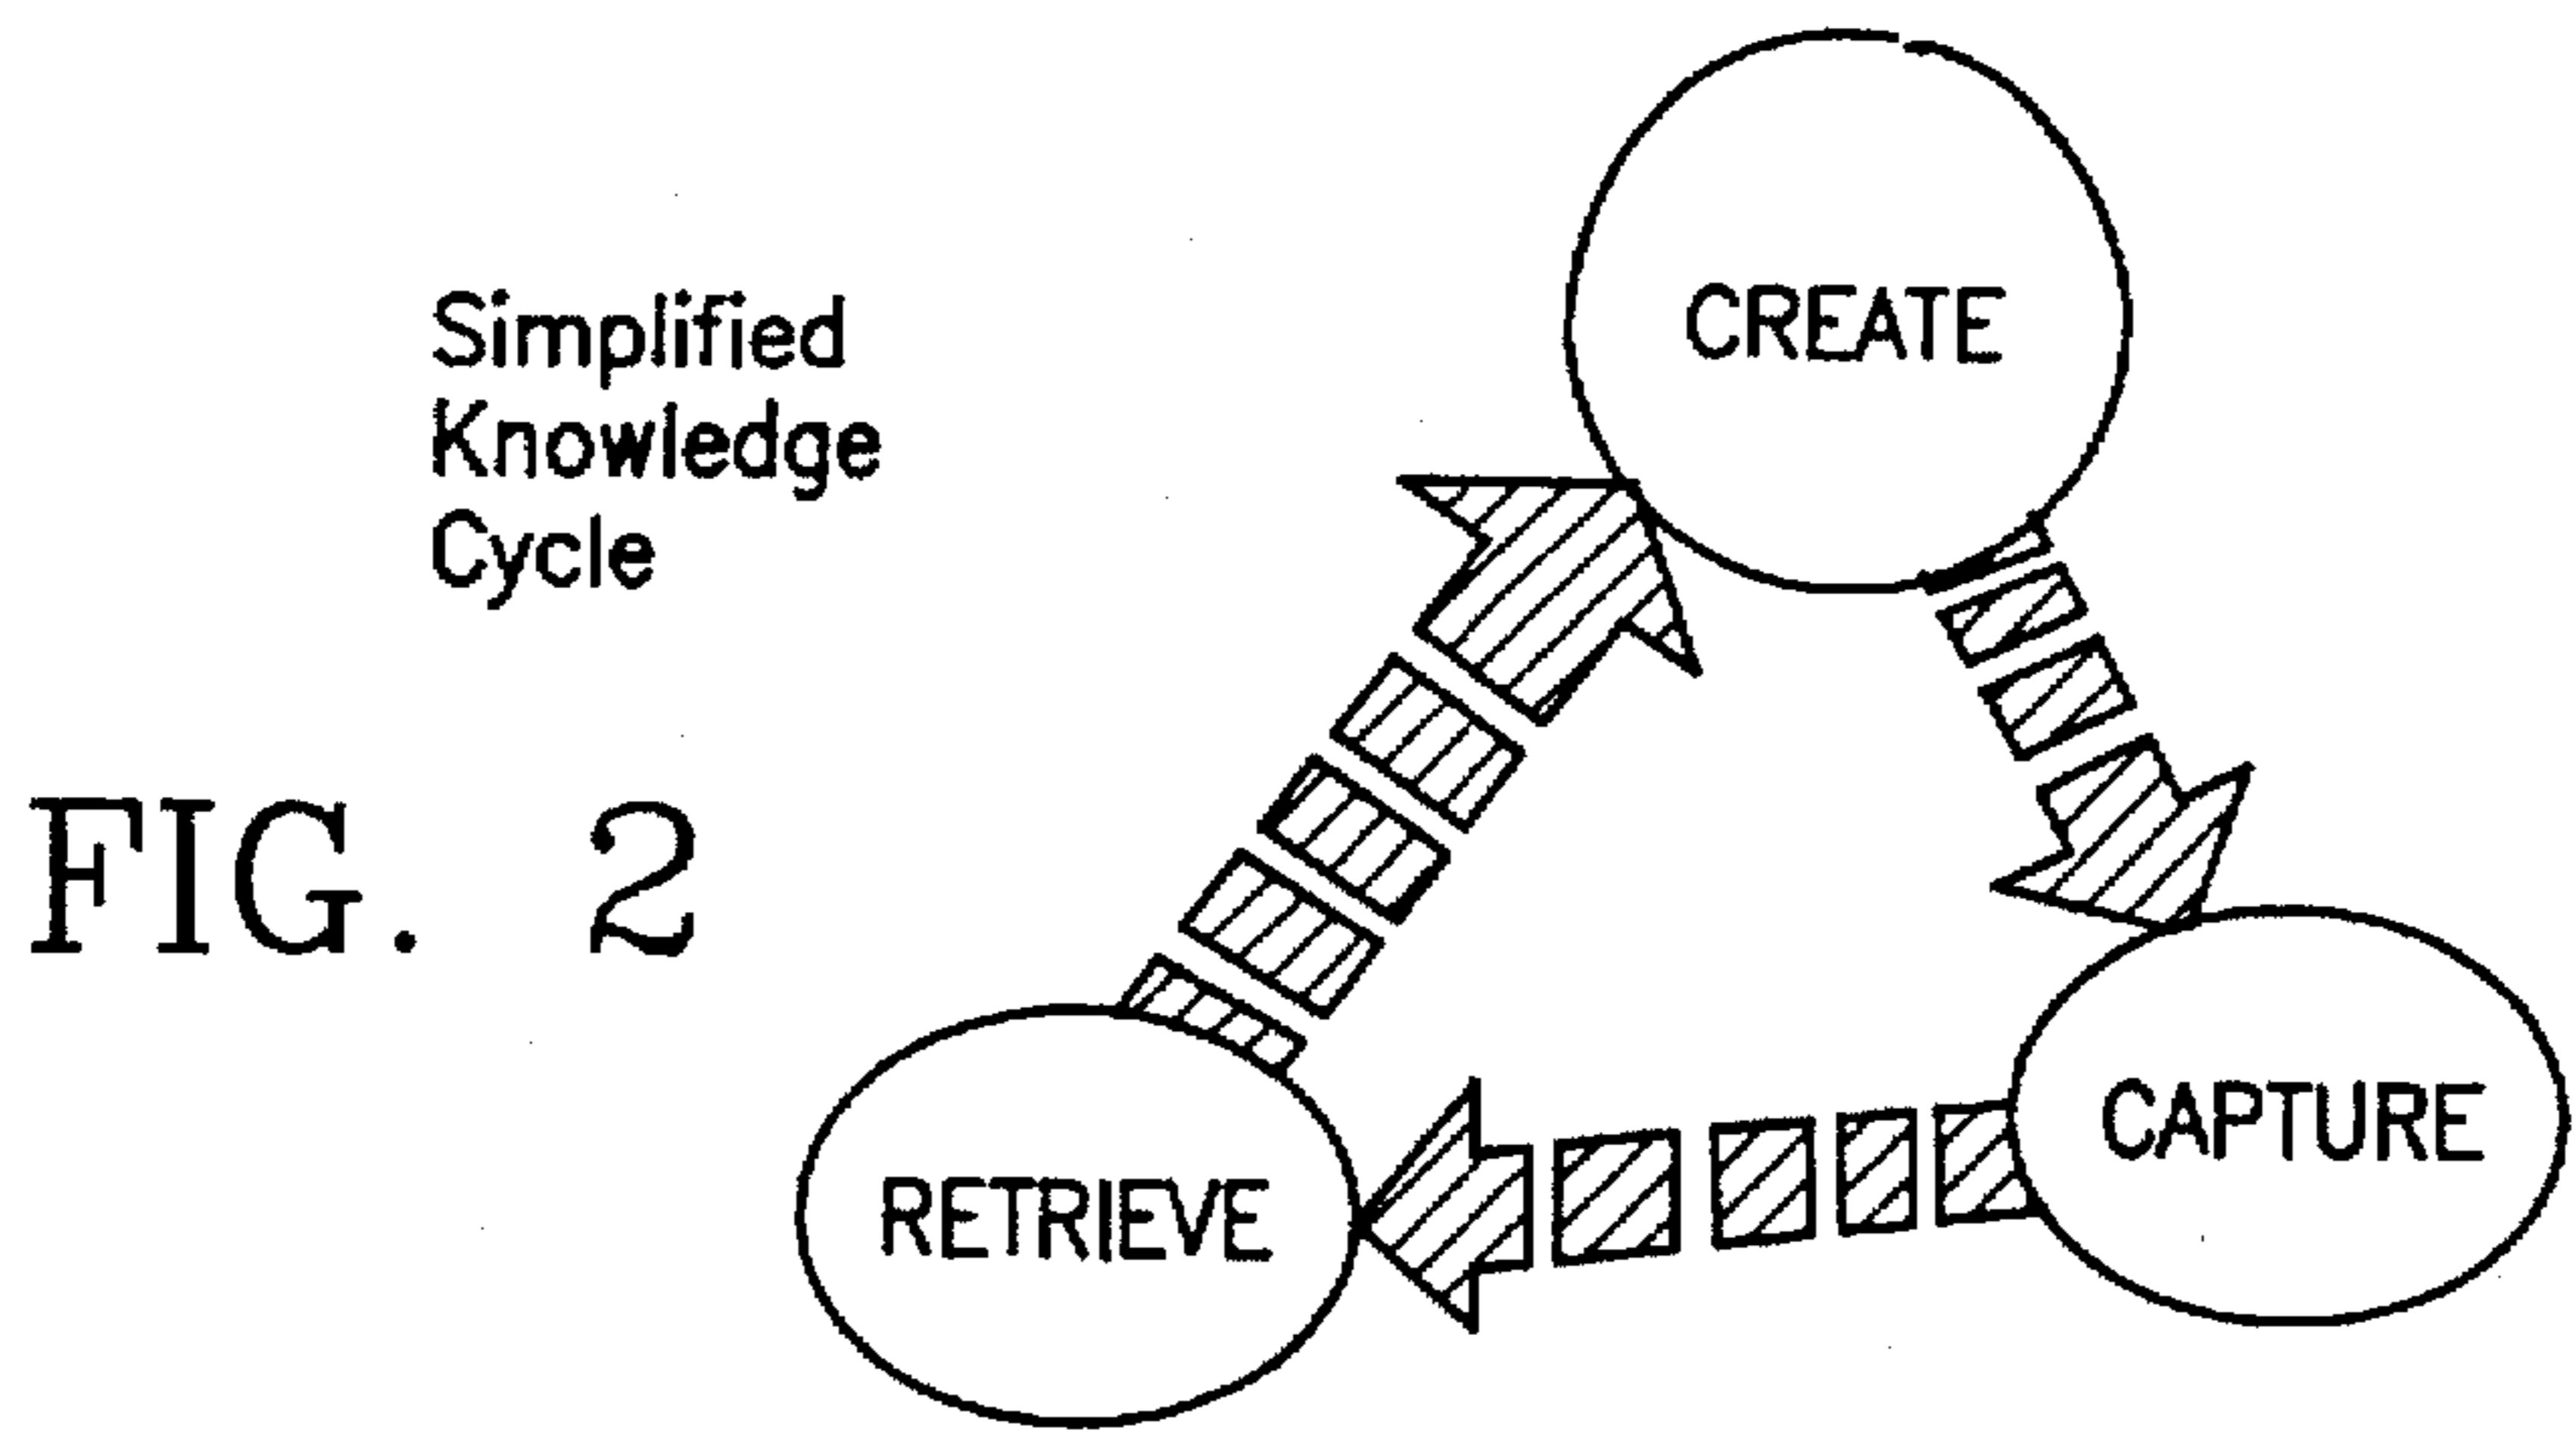 Simplified
Knowledge
Cycle
CREATE
FIG. 2
CAPTURE
RETRIEVE